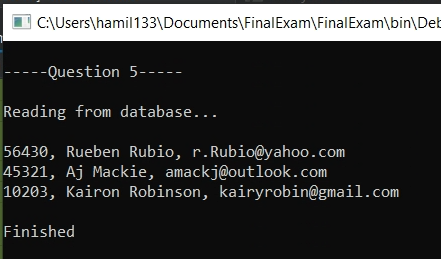 C:\Users\hamil133\Documents\FinalExam\FinalExam\bin\Deb
-----Question 5-----
Reading from database...
56430, Rueben Rubio, r.Rubio@yahoo.com
45321, Aj Mackie, amackj@outlook.com
10203, Kairon Robinson, kairyrobin@gmail.com
Finished